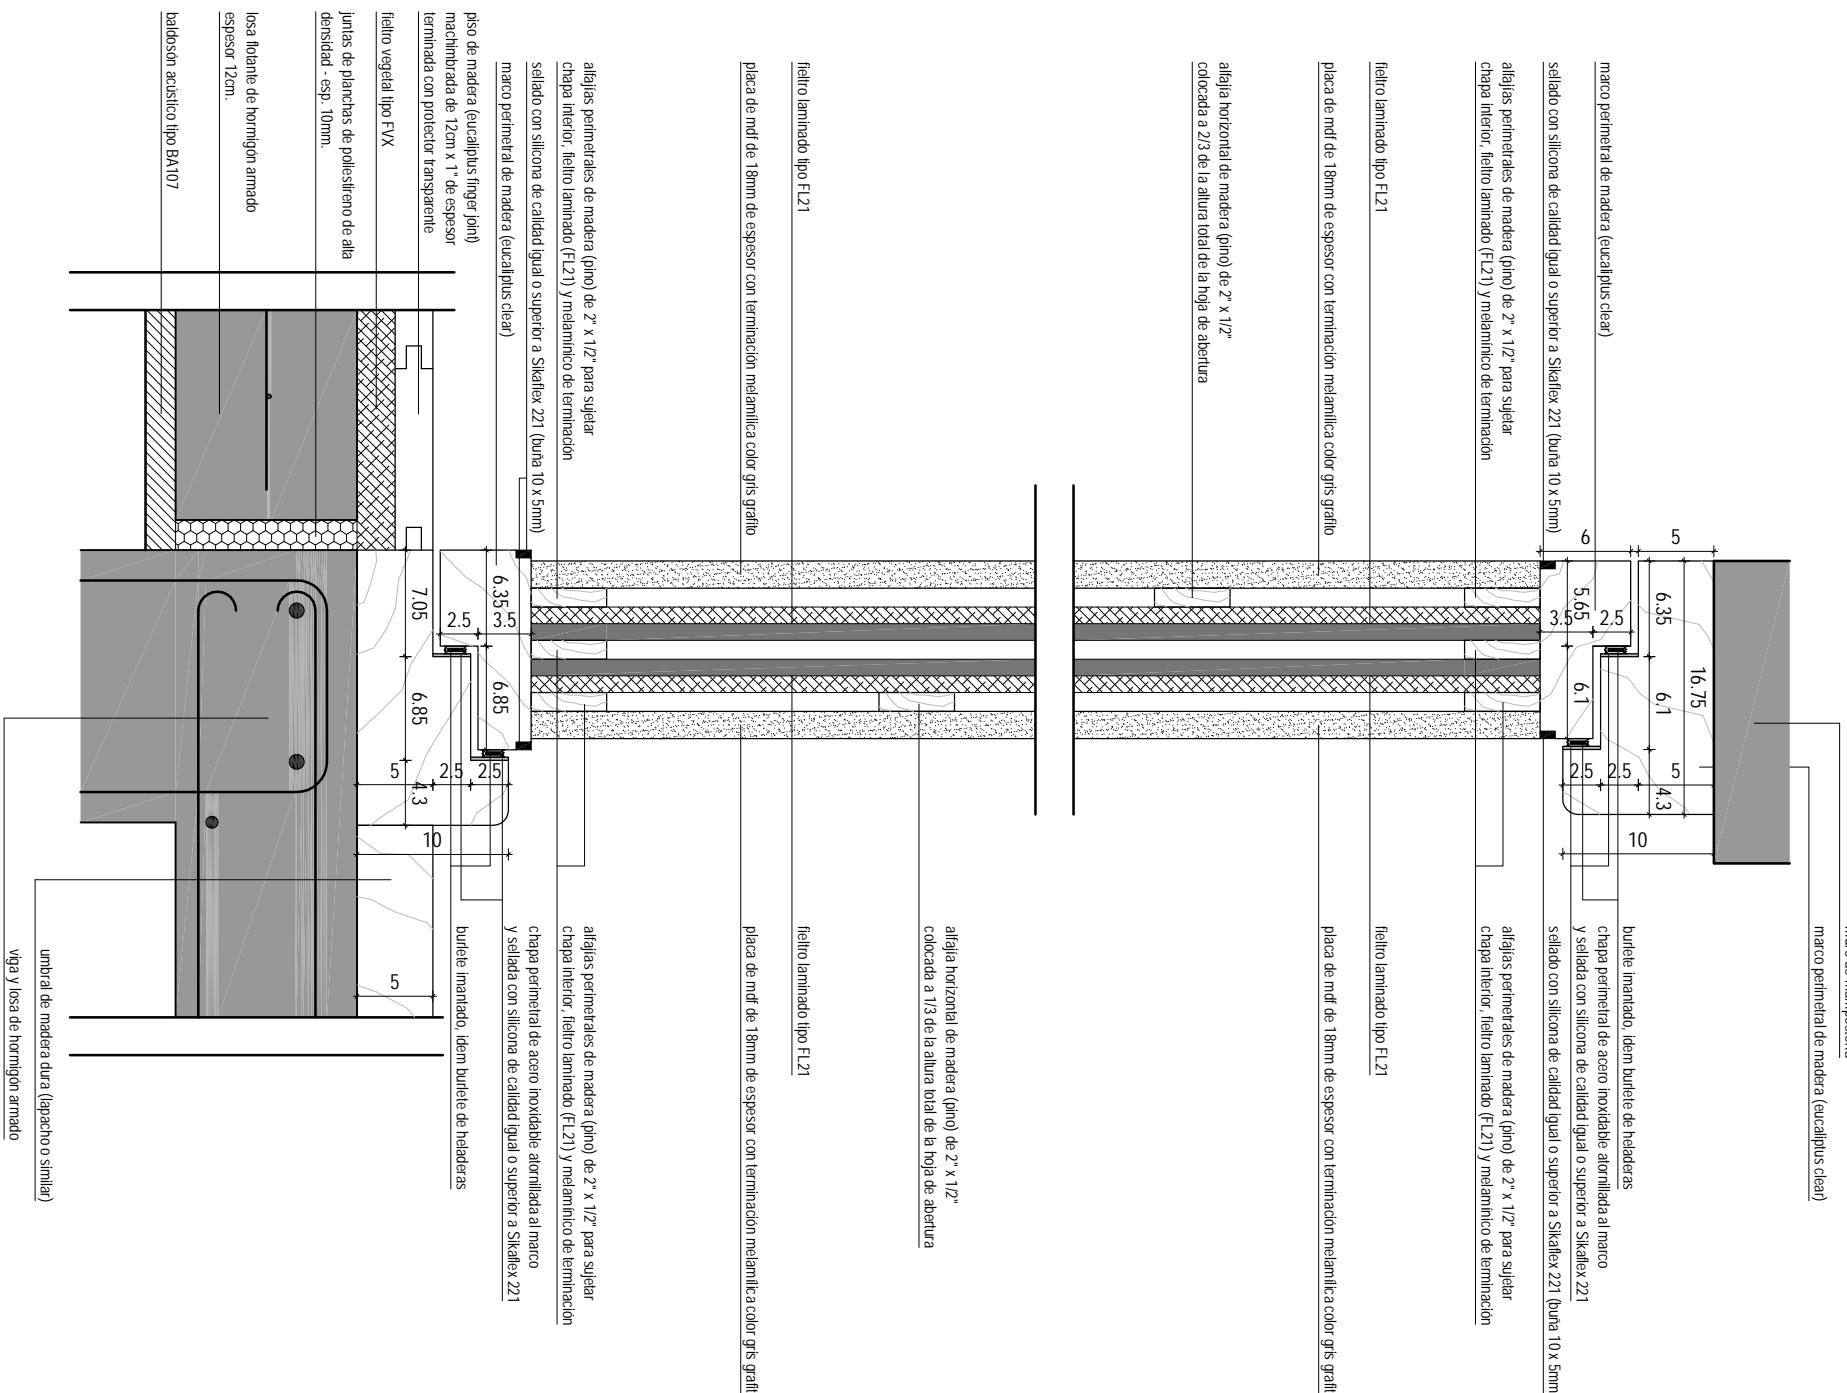 muro de mampostería
marco perimetral de madera (eucaliptus clear)
burlete imantado, idem burlete de heladeras
chapa perimetral de acero inoxidable atornillada al marco
y sellada con silicona de calidad igual o superior a Sikaflex 221
sellado con silicona de calidad igual o superior a Sikaflex 221 (buña 10 x 5mm
alfajías perimetrales de madera (pino) de 2" x 1/2" para sujetar
chapa interior, fieltro laminado (FL21) y melamínico de terminación
fieltro laminado tipo FL21
placa de mdf de 18mm de espesor con terminación melamílica color gris grafit
alfajía horizontal de madera (pino) de 2" x 1/2"
colocada a 1/3 de la altura total de la hoja de abertura
fieltro laminado tipo FL21
placa de mdf de 18mm de espesor con terminación melamílica color gris grafit
alfajías perimetrales de madera (pino) de 2" x 1/2" para sujetar
chapa interior, fieltro laminado (FL21) y melamínico de terminación
chapa perimetral de acero inoxidable atornillada al marco
y sellada con silicona de calidad igual o superior a Sikaflex 221
burlete imantado, idem burlete de heladeras
umbral de madera dura (lapacho o similar)
viga y losa de hormigón armado
marco perimetral de madera (eucaliptus clear)
sellado con silicona de calidad igual o superior a Sikaflex 221 (buña 10 x 5mm)
alfajías perimetrales de madera (pino) de 2" x 1/2" para sujetar
chapa interior, fieltro laminado (FL21) y melamínico de terminación
fieltro laminado tipo FL21
placa de mdf de 18mm de espesor con terminación melamílica color gris grafito
alfajía horizontal de madera (pino) de 2" x 1/2"
colocada a 2/3 de la altura total de la hoja de abertura
fieltro laminado tipo FL21
placa de mdf de 18mm de espesor con terminación melamílica color gris grafito
alfajías perimetrales de madera (pino) de 2" x 1/2" para sujetar
chapa interior, fieltro laminado (FL21) y melamínico de terminación
sellado con silicona de calidad igual o superior a Sikaflex 221 (buña 10 x 5mm)
marco perimetral de madera (eucaliptus clear)
piso de madera (eucaliptus finger joint)
machimbrada de 12cm x 1" de espesor
terminada con protector transparente
fieltro vegetal tipo FVX
juntas de planchas de poliestireno de alta
densidad - esp. 10mm.
losa flotante de hormigón armado
espesor 12cm.
baldosón acústico tipo BA107
6
5
5.65
6.35
3.5
2.5
16.75
6.1
6.1
2.5
2.5
5
4.3
10
7.05
6.35
2.5
3.5
6.85
6.85
5
2.5
2.5
4.3
10
5